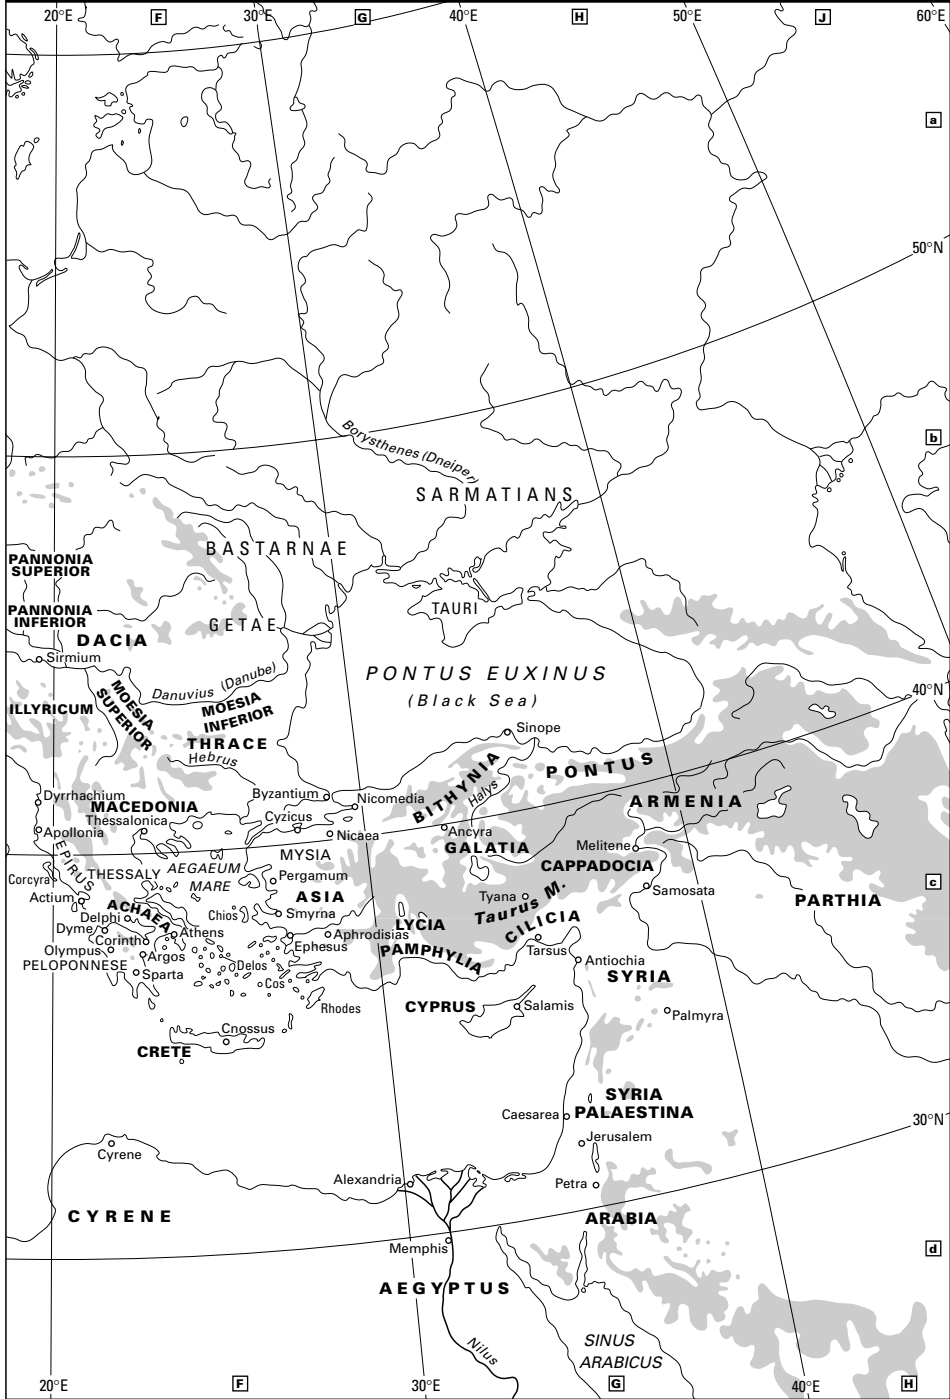 20°E
F
30°E
G
40°E
H
50°E
J
60°E
a
50°N
b
Borysthenes (Dneiper)
SARMATIANS
BASTARNAE
PANNONIA
SUPERIOR
TAURI
PANNONIA
INFERIOR
GETAE
DACIA
Sirmium
PONTUS EUXINUS
(Black Sea)
Danuvius (Danube)
40°N
MOESIA
SUPERIOR
MOESIA
INFERIOR
ILLYRICUM
THRACE
Sinope
Hebrus
PONTUS
BITHYNIA
Halys
Dyrrhachium
MACEDONIA
Byzantium
Nicomedia
ARMENIA
Thessalonica
Cyzicus
Apollonia
Nicaea
Ancyra
GALATIA
Melitene
EPIRUS
MYSIA
AEGAEUM
MARE
CAPPADOCIA
THESSALY
Pergamum
Corcyra
c
Samosata
Actium
ASIA
Tyana
Taurus M.
PARTHIA
ACHAEA
Chios
Smyrna
Delphi
LYCIA
CILICIA
Dyme
Athens
Aphrodisias
Corinth
Ephesus
Olympus
PAMPHYLIA
Tarsus
Argos
Antiochia
PELOPONNESE
Delos
Sparta
SYRIA
Cos
Rhodes
CYPRUS
Salamis
Palmyra
Cnossus
CRETE
SYRIA
PALAESTINA
Caesarea
30°N
Jerusalem
Cyrene
Alexandria
Petra
CYRENE
ARABIA
Memphis
d
AEGYPTUS
Nilus
SINUS
ARABICUS
20°E
F
30°E
G
40°E
H